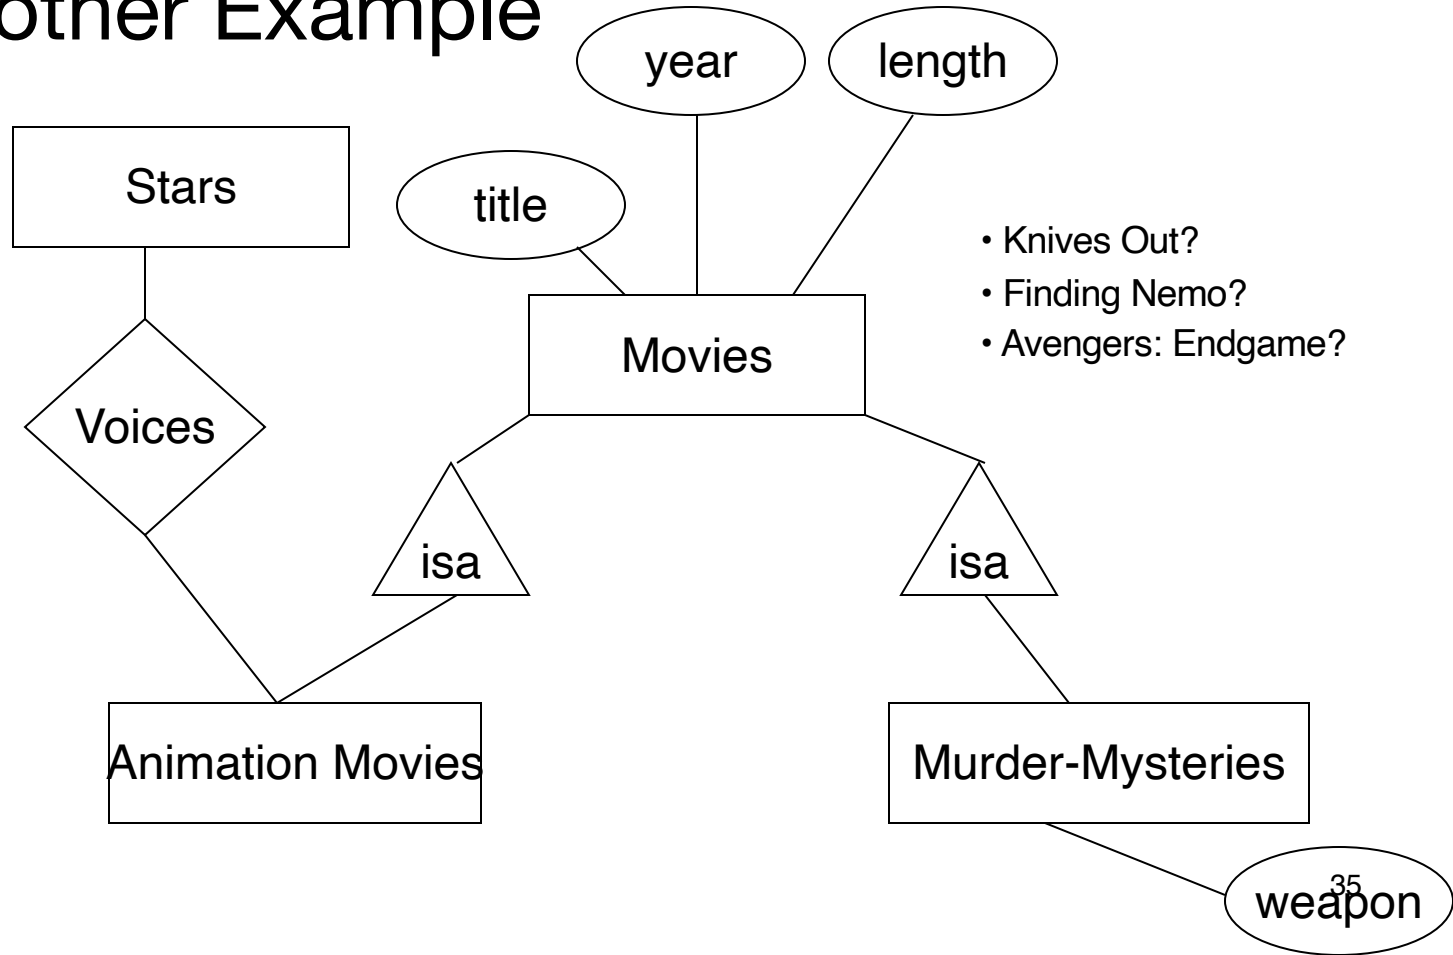 other Example
year
length
Stars
title
• Knives Out?
• Finding Nemo?
• Avengers: Endgame?
Movies
Voices
isa
isa
Animation Movies
Murder-Mysteries
35
weapon